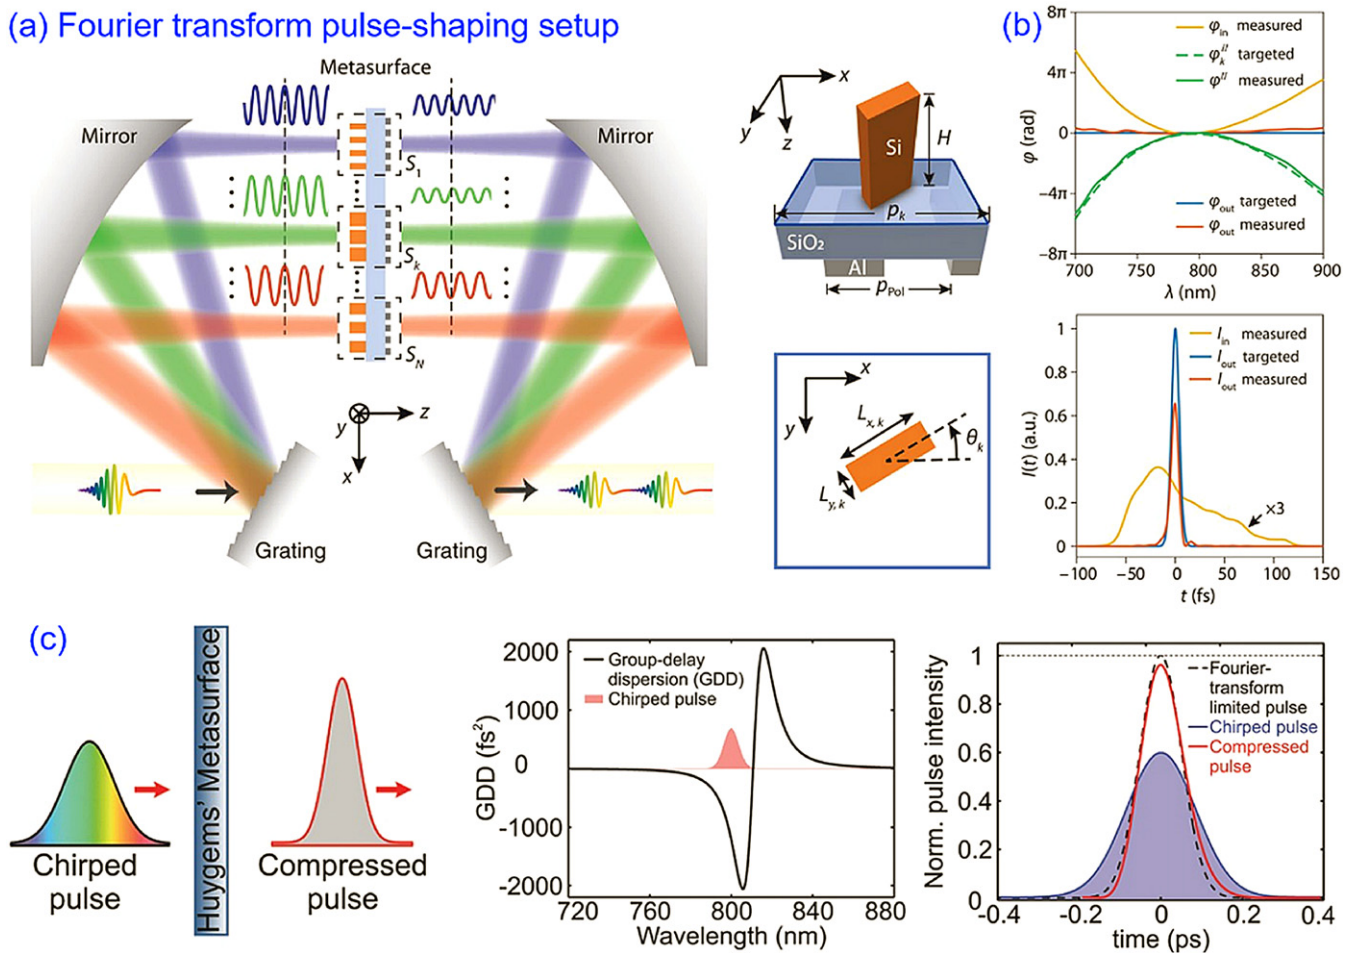 (a) Fourier transform pulse-shaping setup
Metasurface
Mirror
Mirror
S1
Sk
SN
y
z
x
Grating
Grating
x
y
z
Si
H
pk
SiO2
Al
pPol
x
y
Lx, k
Ly, k
θk
(b)
8π
4π
0
−4π
−8π
φ (rad)
φin measured
φk^it targeted
φ^it measured
φout targeted
φout measured
700 750 800 850 900
λ (nm)
1
0.8
0.6
0.4
0.2
0
I(t) (a.u.)
Iin measured
Iout targeted
Iout measured
×3
−100 −50 0 50 100 150
t (fs)
(c)
Chirped
pulse
Huygems' Metasurface
Compressed
pulse
2000
1000
0
-1000
-2000
GDD (fs²)
Group-delay
dispersion (GDD)
Chirped pulse
720 760 800 840 880
Wavelength (nm)
1
0.8
0.6
0.4
0.2
0
Norm. pulse intensity
Fourier-
transform
limited pulse
Chirped pulse
Compressed
pulse
-0.4 -0.2 0 0.2 0.4
time (ps)